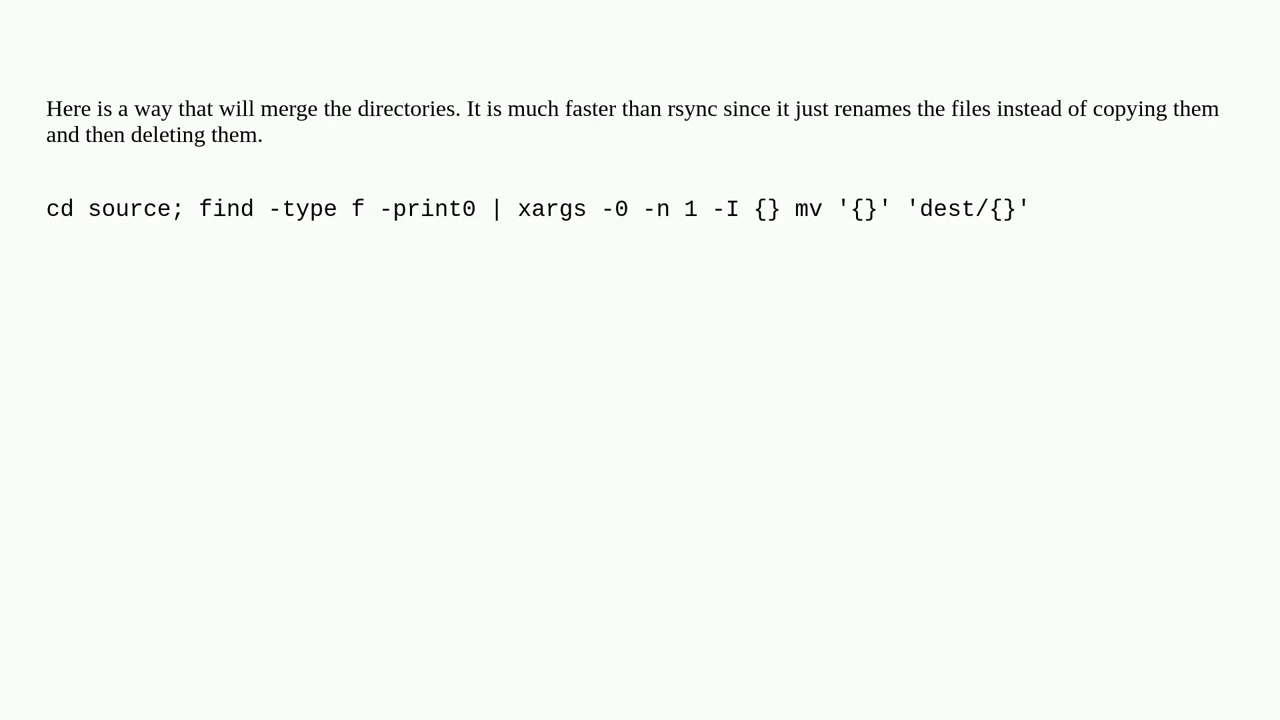 Here is a way that will merge the directories. It is much faster than rsync since it just renames the files instead of copying them
and then deleting them.
cd source; find -type f -print0 | xargs -0 -n 1 -I {} mv '{}' 'dest/{}'